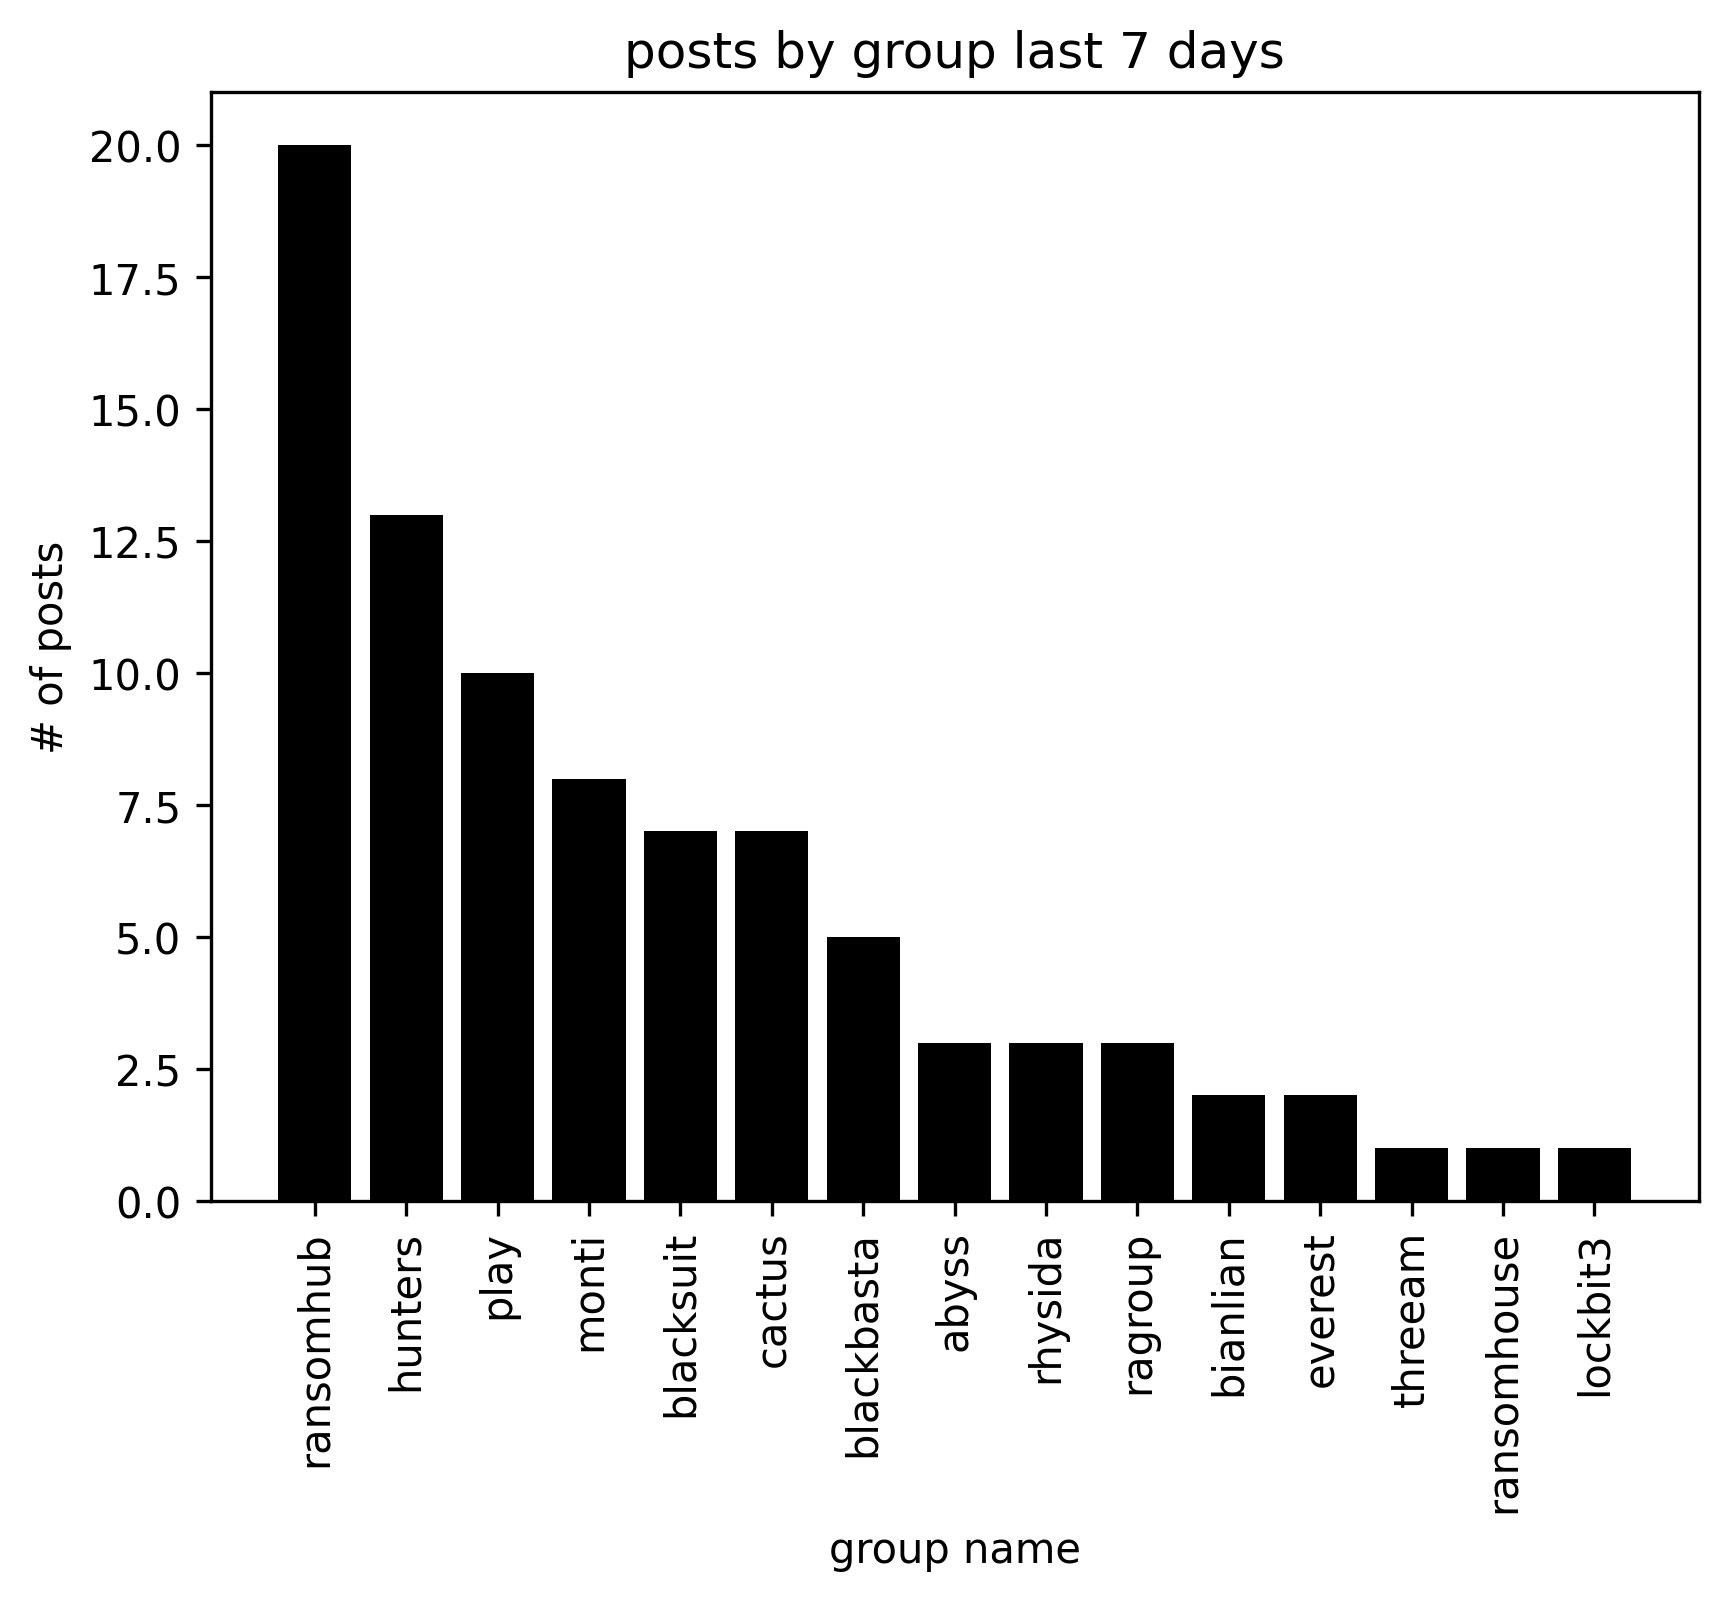 posts by group last 7 days
# of posts
20.0
17.5
15.0
12.5
10.0
7.5
5.0
2.5
0.0
ransomhub
hunters
play
monti
blacksuit
cactus
blackbasta
abyss
rhysida
ragroup
bianlian
everest
threeam
ransomhouse
lockbit3
group name